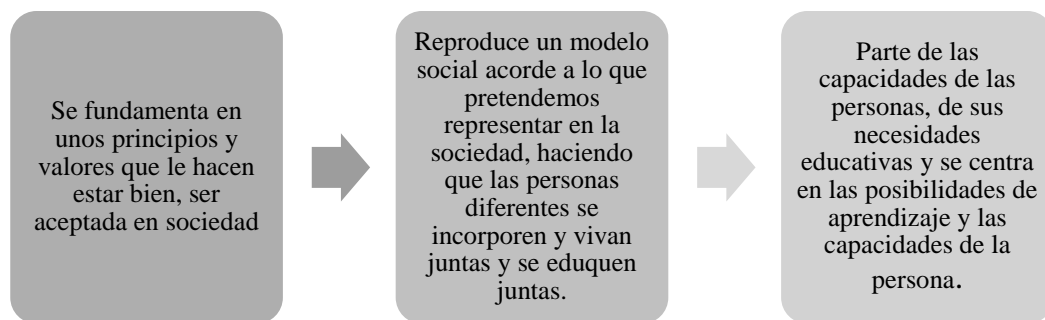 Se fundamenta en
unos principios y
valores que le hacen
estar bien, ser
aceptada en sociedad
Reproduce un modelo
social acorde a lo que
pretendemos
representar en la
sociedad, haciendo
que las personas
diferentes se
incorporen y vivan
juntas y se eduquen
juntas.
Parte de las
capacidades de las
personas, de sus
necesidades
educativas y se centra
en las posibilidades de
aprendizaje y las
capacidades de la
persona.